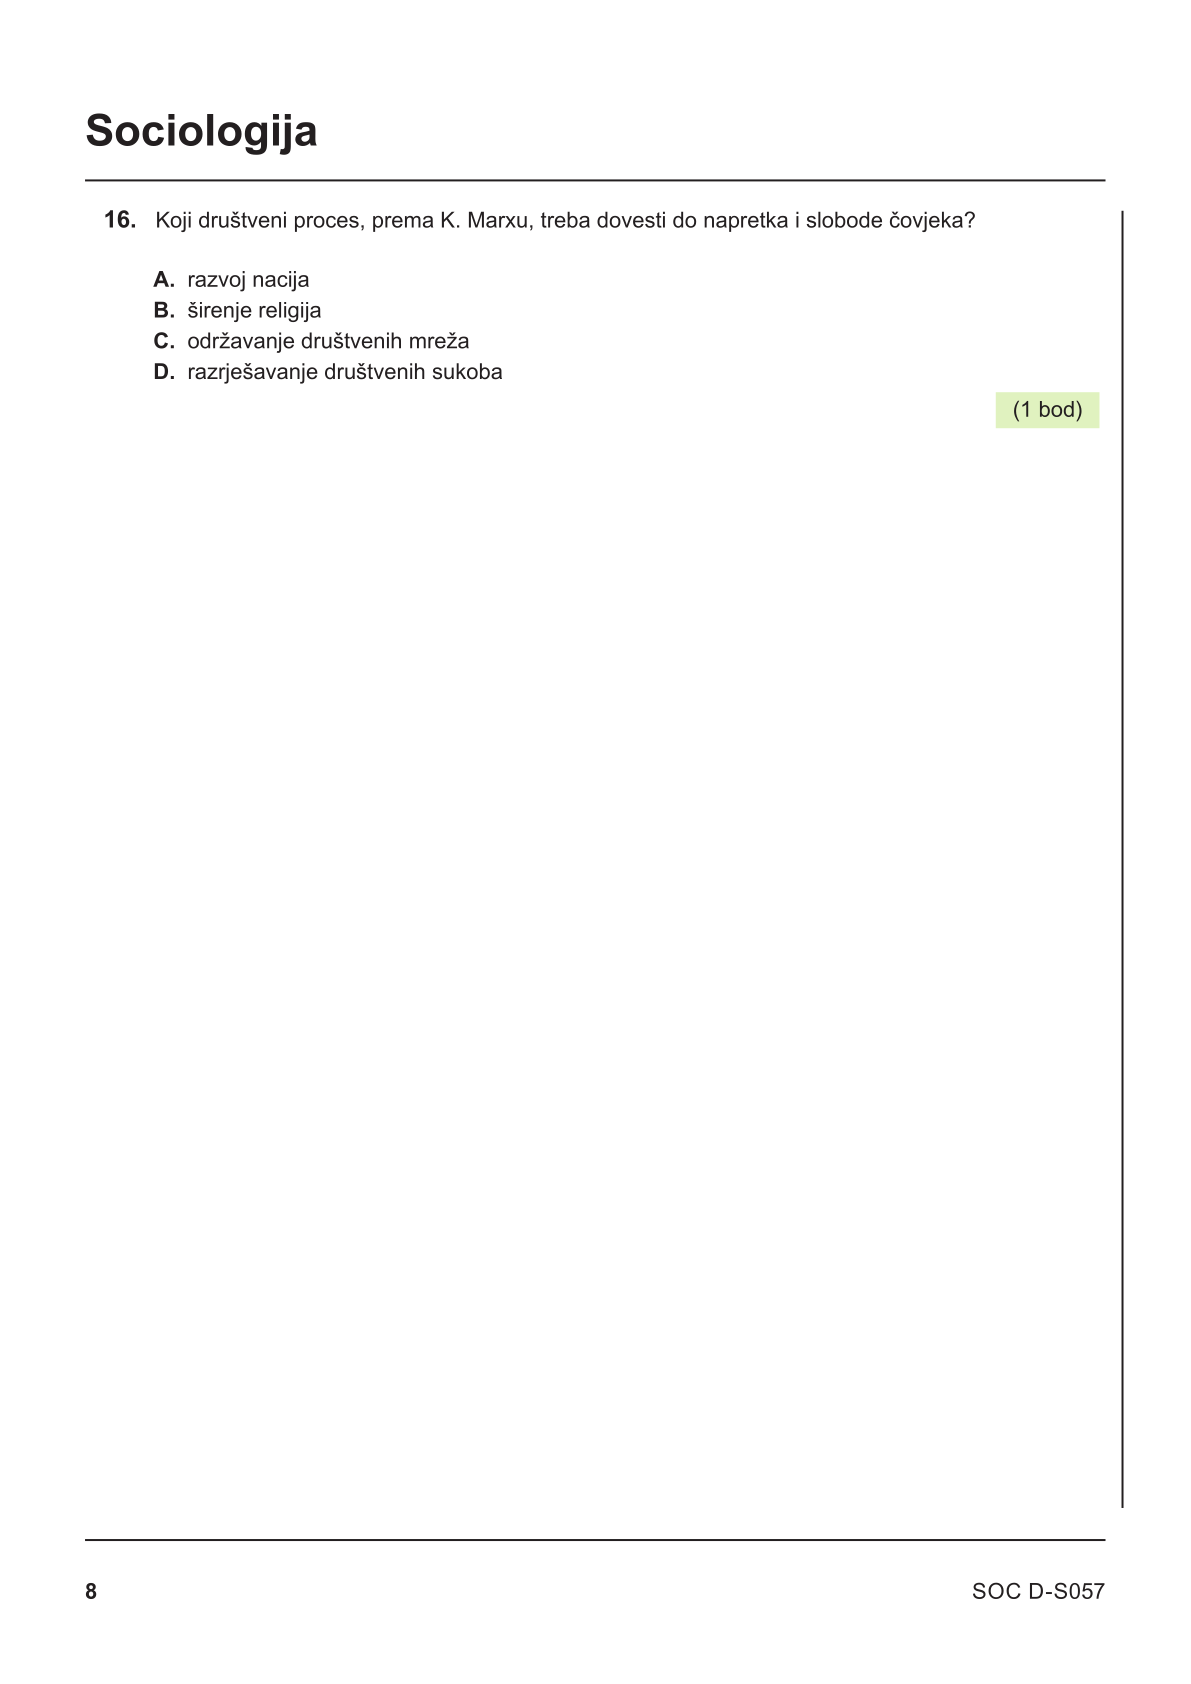 Sociologija
16. Koji društveni proces, prema K. Marxu, treba dovesti do napretka i slobode čovjeka?
A. razvoj nacija
B. širenje religija
C. održavanje društvenih mreža
D. razrješavanje društvenih sukoba
(1 bod)
8
SOC D-S057